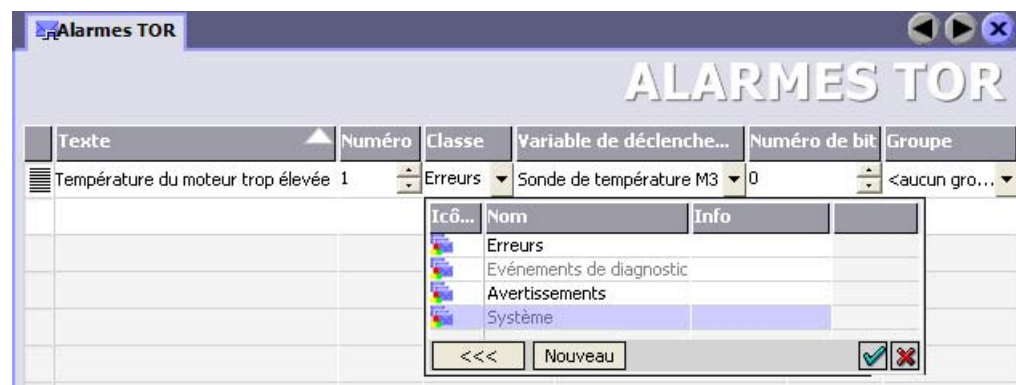 Alarmes TOR
ALARMES TOR
Texte Numéro Classe Variable de déclenche... Numéro de bit Groupe
Température du moteur trop élevée 1 Erreurs Sonde de température M3 0 <aucun gro...
Icô... Nom Info
Erreurs
Evénements de diagnostic
Avertissements
Système
<<< Nouveau